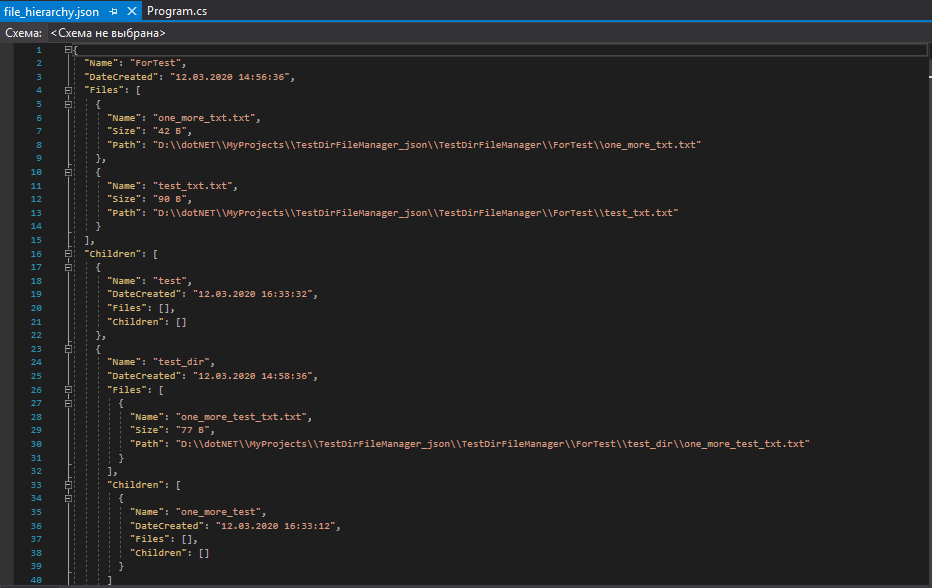 file_hierarchy.json Program.cs
Схема: <Схема не выбрана>
1 {
2 "Name": "ForTest",
3 "DateCreated": "12.03.2020 14:56:36",
4 "Files": [
5 {
6 "Name": "one_more_txt.txt",
7 "Size": "42 B",
8 "Path": "D:\\dotNET\\MyProjects\\TestDirFileManager_json\\TestDirFileManager\\ForTest\\one_more_txt.txt"
9 },
10 {
11 "Name": "test_txt.txt",
12 "Size": "90 B",
13 "Path": "D:\\dotNET\\MyProjects\\TestDirFileManager_json\\TestDirFileManager\\ForTest\\test_txt.txt"
14 }
15 ],
16 "Children": [
17 {
18 "Name": "test",
19 "DateCreated": "12.03.2020 16:33:32",
20 "Files": [],
21 "Children": []
22 },
23 {
24 "Name": "test_dir",
25 "DateCreated": "12.03.2020 14:58:36",
26 "Files": [
27 {
28 "Name": "one_more_test_txt.txt",
29 "Size": "77 B",
30 "Path": "D:\\dotNET\\MyProjects\\TestDirFileManager_json\\TestDirFileManager\\ForTest\\test_dir\\one_more_test_txt.txt"
31 }
32 ],
33 "Children": [
34 {
35 "Name": "one_more_test",
36 "DateCreated": "12.03.2020 16:33:12",
37 "Files": [],
38 "Children": []
39 }
40 ]